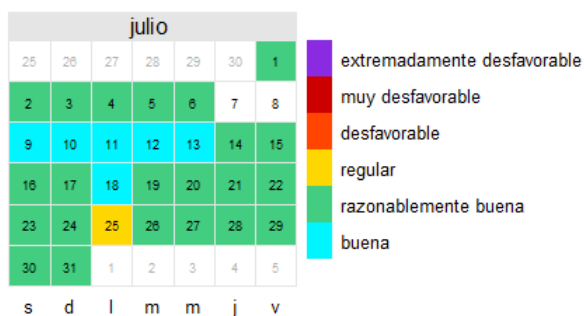 julio
25 26 27 28 29 30 1
2 3 4 5 6 7 8
9 10 11 12 13 14 15
16 17 18 19 20 21 22
23 24 25 26 27 28 29
30 31 1 2 3 4 5
s d l m m j v
extremadamente desfavorable
muy desfavorable
desfavorable
regular
razonablemente buena
buena